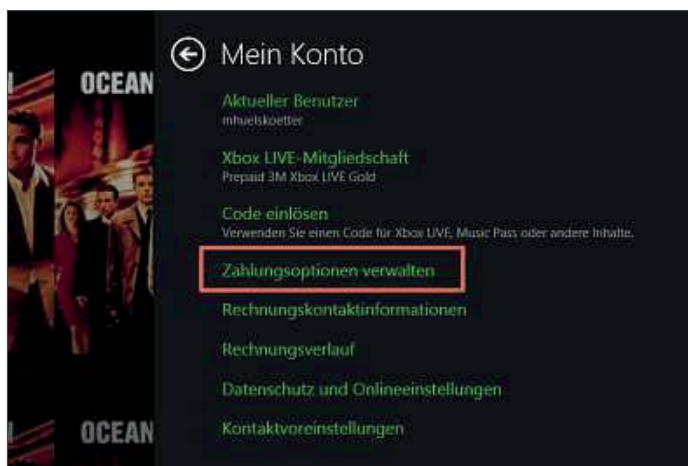 Mein Konto
OCEAN
Aktueller Benutzer
mhuelskoetter
Xbox LIVE-Mitgliedschaft
Prepaid 3M Xbox LIVE Gold
Code einlösen
Verwenden Sie einen Code für Xbox LIVE, Music Pass oder andere Inhalte.
Zahlungsoptionen verwalten
Rechnungskontaktinformationen
Rechnungsverlauf
Datenschutz und Onlineeinstellungen
Kontaktvoreinstellungen
OCEAN